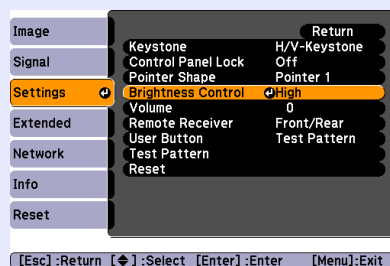 Image
Signal
Settings
Extended
Network
Info
Reset
Return
Keystone H/V-Keystone
Control Panel Lock Off
Pointer Shape Pointer 1
Brightness Control High
Volume 0
Remote Receiver Front/Rear
User Button Test Pattern
Test Pattern
Reset
[Esc] :Return [◆] :Select [Enter] :Enter [Menu]:Exit